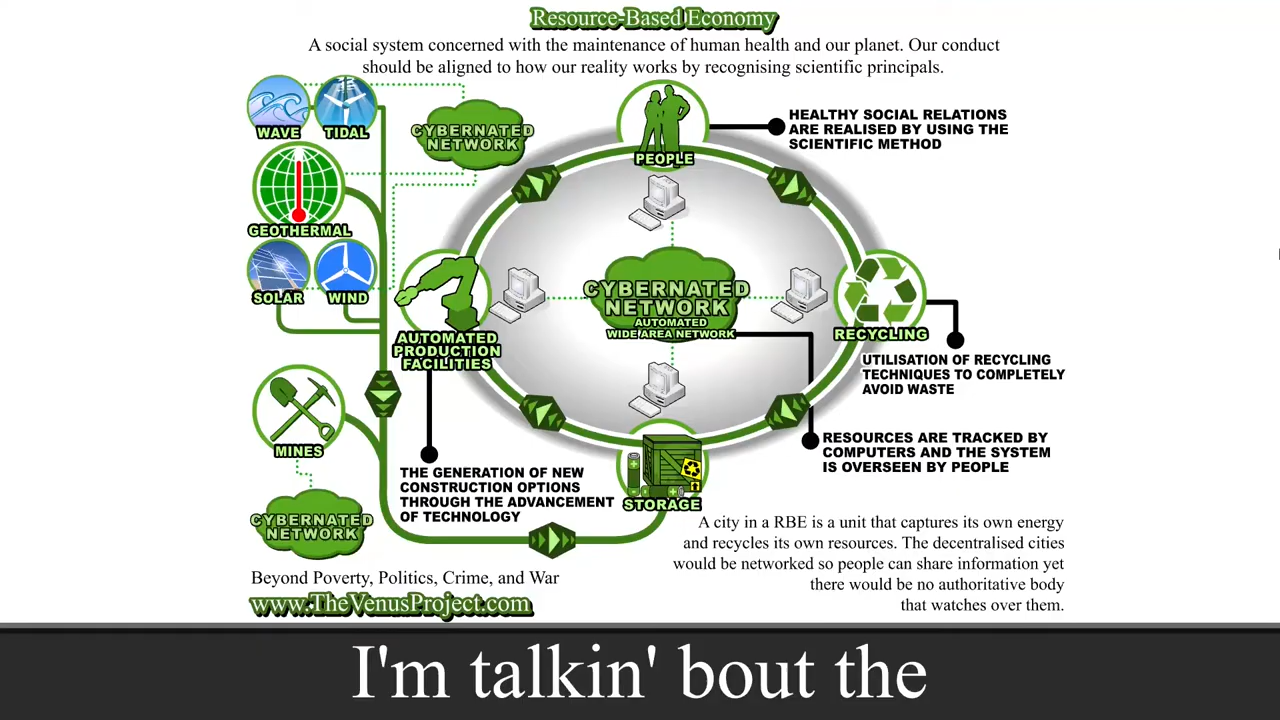 Resource-Based Economy
A social system concerned with the maintenance of human health and our planet. Our conduct
should be aligned to how our reality works by recognising scientific principals.
WAVE
TIDAL
CYBERNATED
NETWORK
PEOPLE
HEALTHY SOCIAL RELATIONS
ARE REALISED BY USING THE
SCIENTIFIC METHOD
GEOTHERMAL
SOLAR
WIND
AUTOMATED
PRODUCTION
FACILITIES
CYBERNATED
NETWORK
AUTOMATED
WIDE AREA NETWORK
RECYCLING
UTILISATION OF RECYCLING
TECHNIQUES TO COMPLETELY
AVOID WASTE
MINES
THE GENERATION OF NEW
CONSTRUCTION OPTIONS
THROUGH THE ADVANCEMENT
OF TECHNOLOGY
STORAGE
RESOURCES ARE TRACKED BY
COMPUTERS AND THE SYSTEM
IS OVERSEEN BY PEOPLE
CYBERNATED
NETWORK
A city in a RBE is a unit that captures its own energy
and recycles its own resources. The decentralised cities
would be networked so people can share information yet
there would be no authoritative body
that watches over them.
Beyond Poverty, Politics, Crime, and War
www.TheVenusProject.com
I'm talkin' bout the